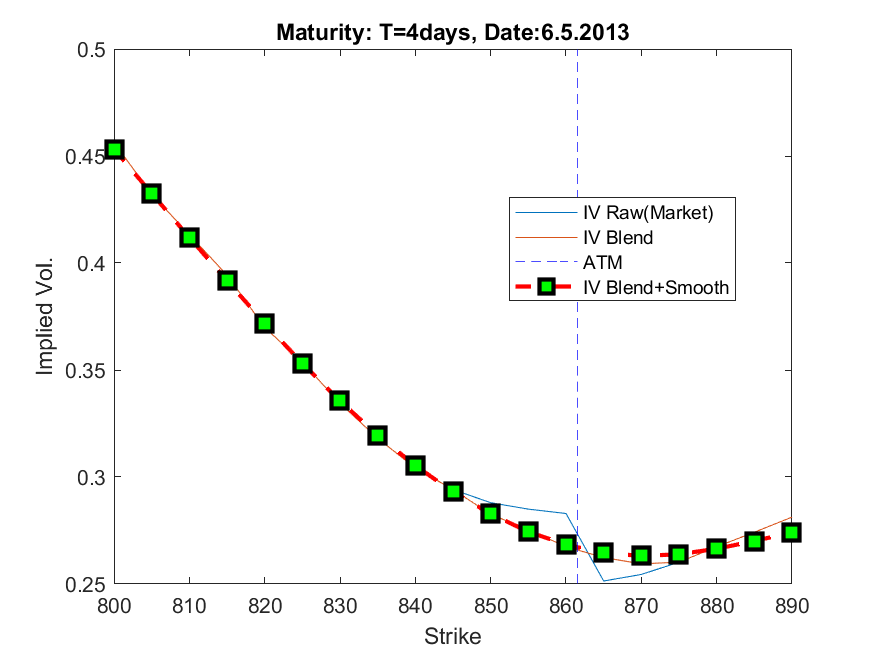 Maturity: T=4days, Date:6.5.2013
0.5
0.45
0.4
0.35
0.3
0.25
Implied Vol.
IV Raw(Market)
IV Blend
ATM
IV Blend+Smooth
800 810 820 830 840 850 860 870 880 890
Strike